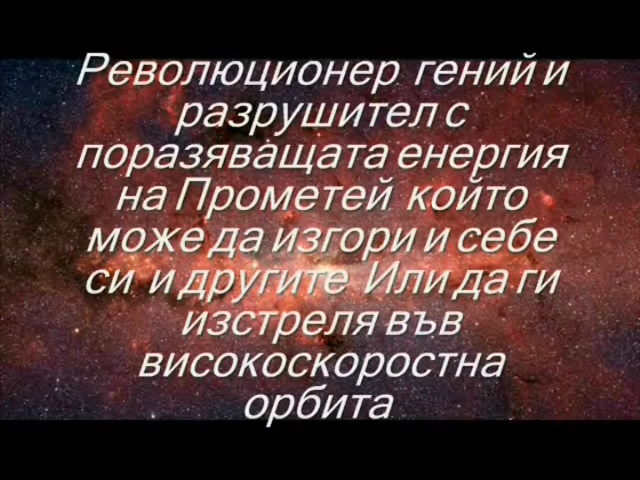 Революционер гений и
разрушител с
поразяващата енергия
на Прометей който
може да изгори и себе
си и другите Или да ги
изстреля във
високоскоростна
орбита